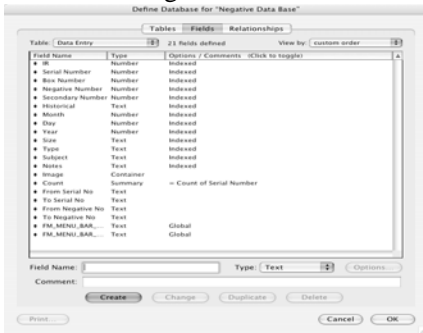 Define Database for "Negative Data Base"
Tables Fields Relationships
Table: Data Entry 21 fields defined View by: custom order
Field Name Type Options / Comments (Click to toggle)
IR Number Indexed
Serial Number Number Indexed
Box Number Number Indexed
Negative Number Number Indexed
Secondary Number Number Indexed
Historical Text Indexed
Month Number Indexed
Day Number Indexed
Year Number Indexed
Size Text Indexed
Type Text Indexed
Subject Text Indexed
Notes Text Indexed
Image Container
Count Summary = Count of Serial Number
From Serial No Text
To Serial No Text
From Negative No Text
To Negative No Text
FM_MENU_BAR_... Text Global
FM_MENU_BAR_... Text Global
Field Name: Type: Text Options...
Comment:
Create Change Duplicate Delete
Print... Cancel OK